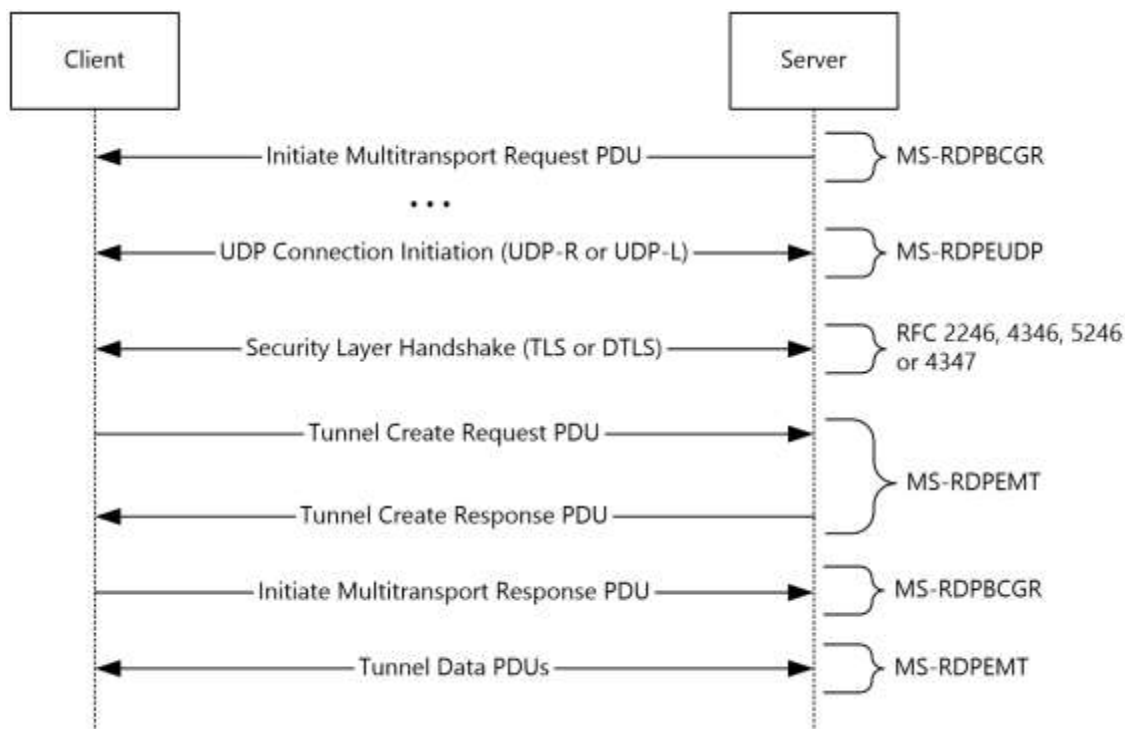 Client
Server
Initiate Multitransport Request PDU
MS-RDPBCGR
...
UDP Connection Initiation (UDP-R or UDP-L)
MS-RDPEUDP
Security Layer Handshake (TLS or DTLS)
RFC 2246, 4346, 5246
or 4347
Tunnel Create Request PDU
MS-RDPEMT
Tunnel Create Response PDU
Initiate Multitransport Response PDU
MS-RDPBCGR
Tunnel Data PDUs
MS-RDPEMT